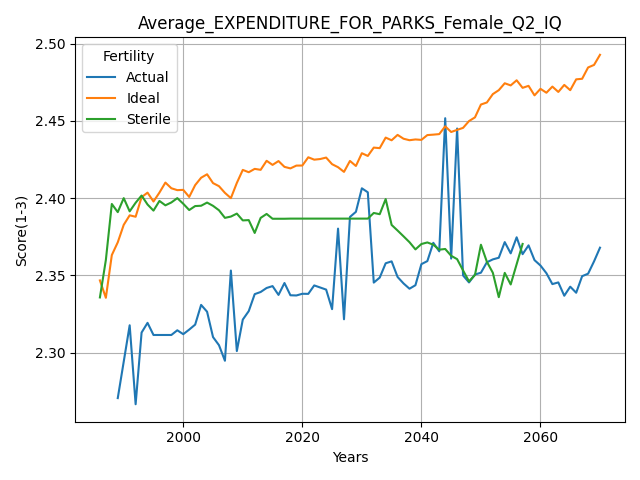 Average_EXPENDITURE_FOR_PARKS_Female_Q2_IQ
Fertility
Actual
Ideal
Sterile
2.50
2.45
2.40
2.35
2.30
Score(1-3)
2000
2020
2040
2060
Years